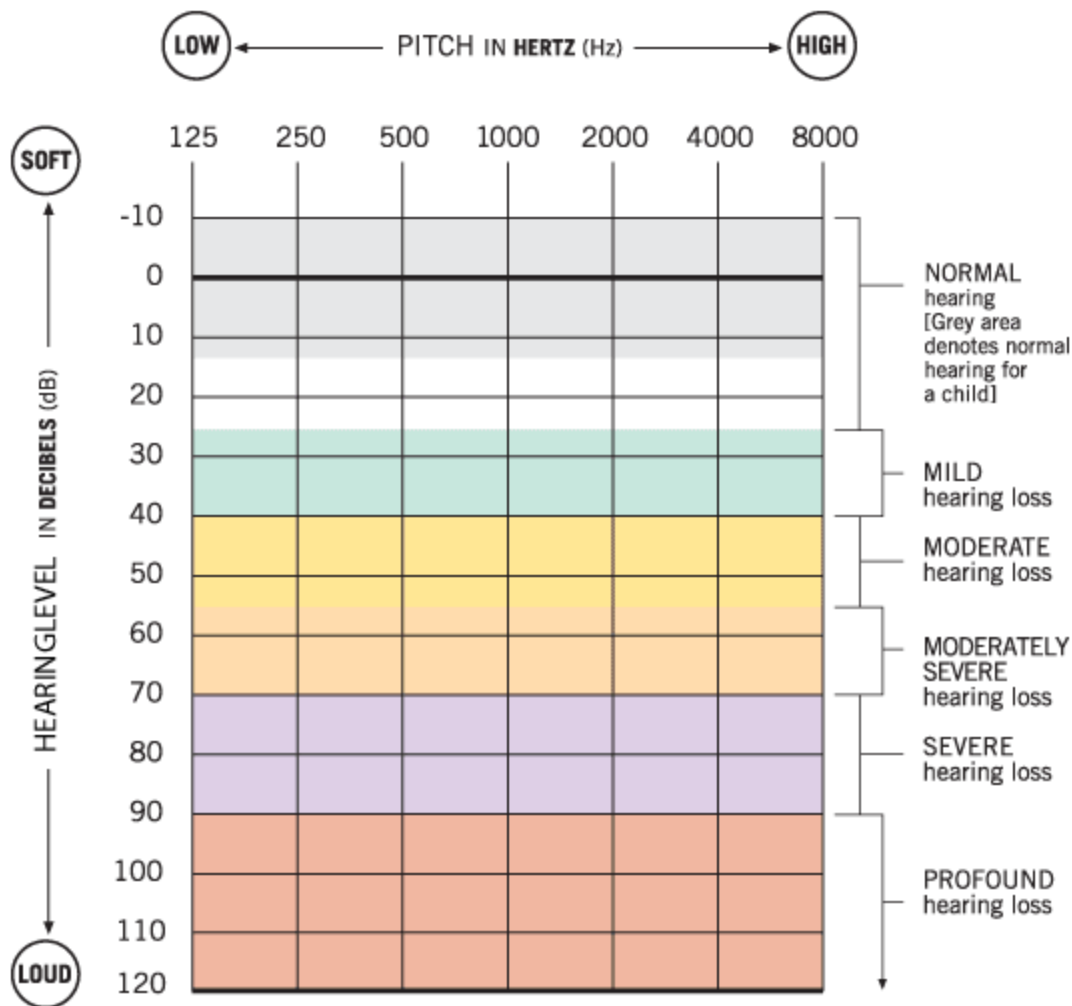 LOW PITCH IN HERTZ (Hz) HIGH
125 250 500 1000 2000 4000 8000
SOFT
HEARINGLEVEL IN DECIBELS (dB)
LOUD
-10
0
10
20
30
40
50
60
70
80
90
100
110
120
NORMAL
hearing
[Grey area
denotes normal
hearing for
a child]
MILD
hearing loss
MODERATE
hearing loss
MODERATELY
SEVERE
hearing loss
SEVERE
hearing loss
PROFOUND
hearing loss